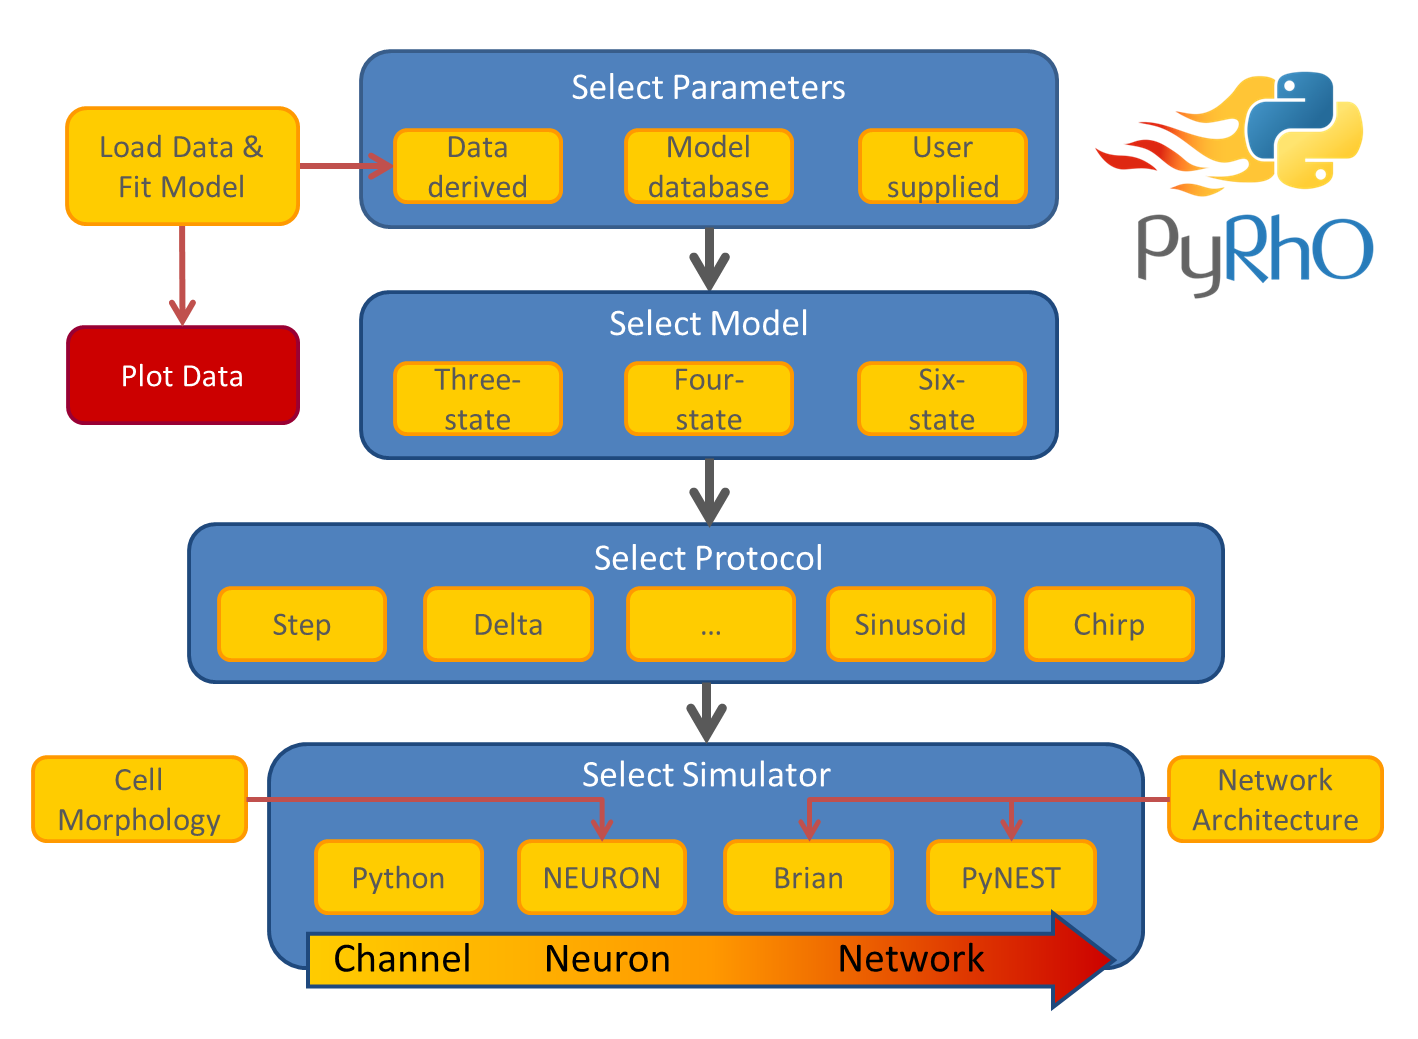 Select Parameters
Load Data &
Fit Model
Data
derived
Model
database
User
supplied
PyRhO
Plot Data
Select Model
Three-
state
Four-
state
Six-
state
Select Protocol
Step
Delta
...
Sinusoid
Chirp
Cell
Morphology
Select Simulator
Network
Architecture
Python
NEURON
Brian
PyNEST
Channel
Neuron
Network